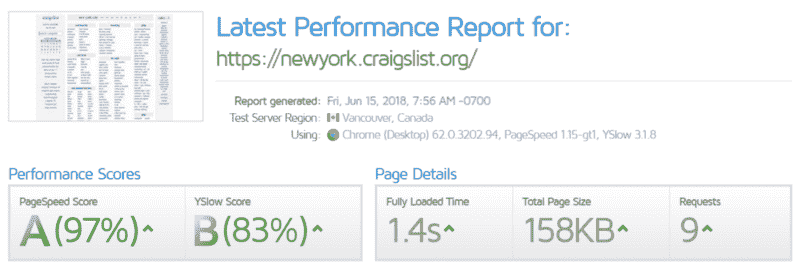 Latest Performance Report for:
https://newyork.craigslist.org/
Report generated: Fri, Jun 15, 2018, 7:56 AM -0700
Test Server Region: Vancouver, Canada
Using: Chrome (Desktop) 62.0.3202.94, PageSpeed 1.15-gt1, YSlow 3.1.8
Performance Scores
PageSpeed Score
A(97%)
YSlow Score
B(83%)
Page Details
Fully Loaded Time
1.4s
Total Page Size
158KB
Requests
9